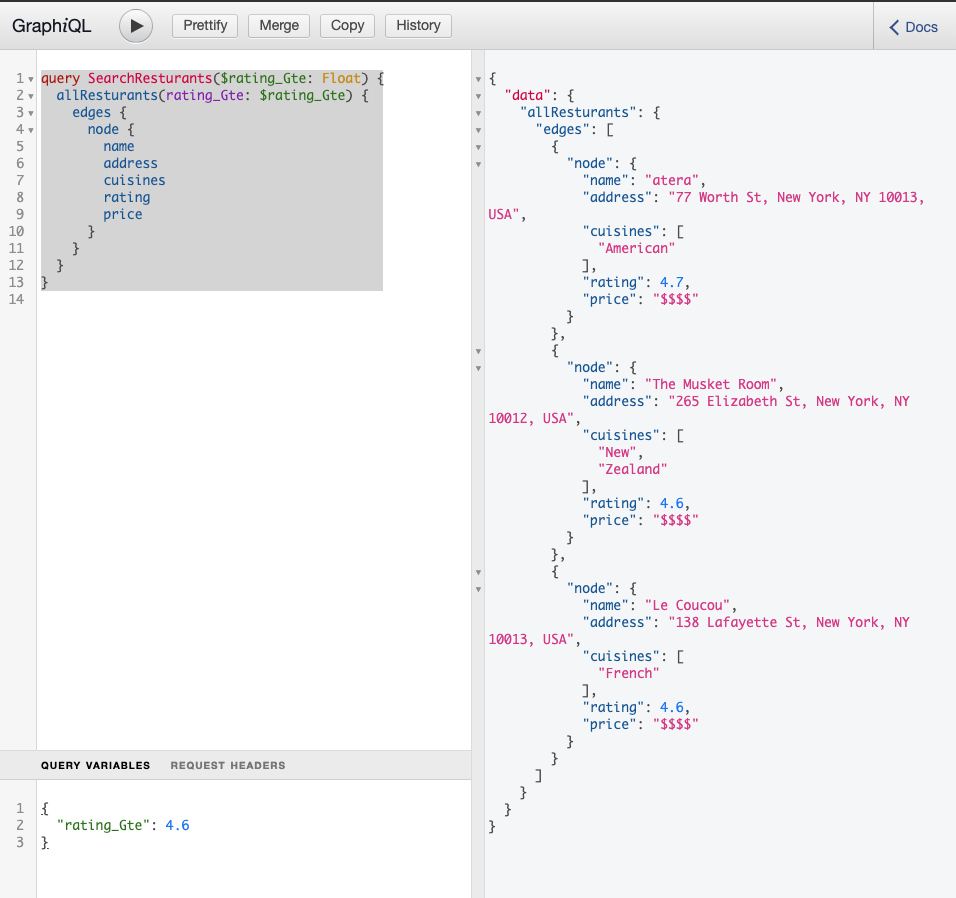 GraphiQL Prettify Merge Copy History Docs
1 query SearchResturants($rating_Gte: Float) {
2 allResturants(rating_Gte: $rating_Gte) {
3 edges {
4 node {
5 name
6 address
7 cuisines
8 rating
9 price
10 }
11 }
12 }
13 }
14
QUERY VARIABLES REQUEST HEADERS
1 {
2 "rating_Gte": 4.6
3 }
{
"data": {
"allResturants": {
"edges": [
{
"node": {
"name": "atera",
"address": "77 Worth St, New York, NY 10013,
USA",
"cuisines": [
"American"
],
"rating": 4.7,
"price": "$$$$"
}
},
{
"node": {
"name": "The Musket Room",
"address": "265 Elizabeth St, New York, NY
10012, USA",
"cuisines": [
"New",
"Zealand"
],
"rating": 4.6,
"price": "$$$$"
}
},
{
"node": {
"name": "Le Coucou",
"address": "138 Lafayette St, New York, NY
10013, USA",
"cuisines": [
"French"
],
"rating": 4.6,
"price": "$$$$"
}
}
]
}
}
}